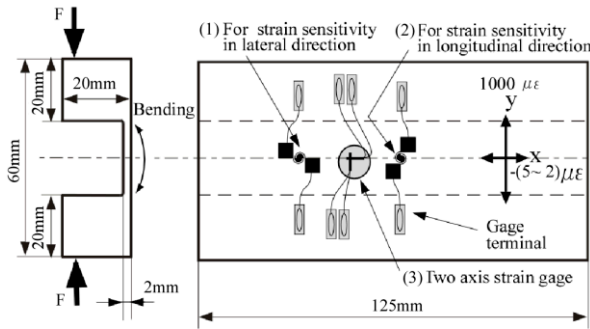 F
(1) For strain sensitivity
in lateral direction
(2) For strain sensitivity
in longitudinal direction
20mm
20mm
Bending
60mm
20mm
F
2mm
1000 με
y
x
-(5~ 2)με
Gage
terminal
(3) Two axis strain gage
125mm